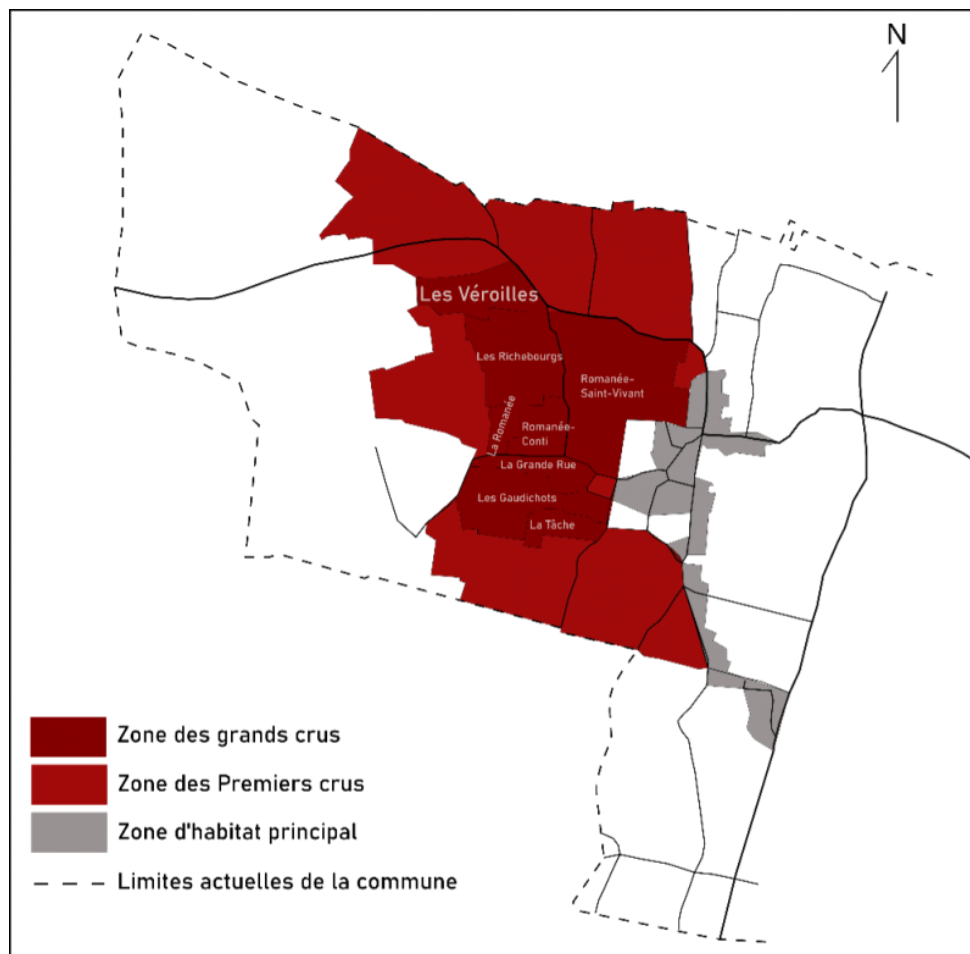 N
Les Véroilles
Les Richebourgs
Romanée-
Saint-Vivant
La Romanée
Romanée-
Conti
La Grande Rue
Les Gaudichots
La Tâche
Zone des grands crus
Zone des Premiers crus
Zone d'habitat principal
Limites actuelles de la commune